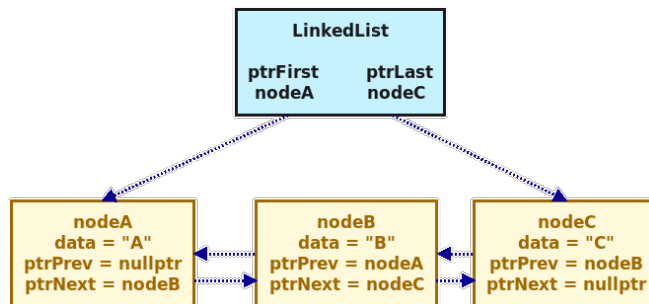 LinkedList
ptrFirst ptrLast
nodeA nodeC
nodeA
data = "A"
ptrPrev = nullptr
ptrNext = nodeB
nodeB
data = "B"
ptrPrev = nodeA
ptrNext = nodeC
nodeC
data = "C"
ptrPrev = nodeB
ptrNext = nullptr